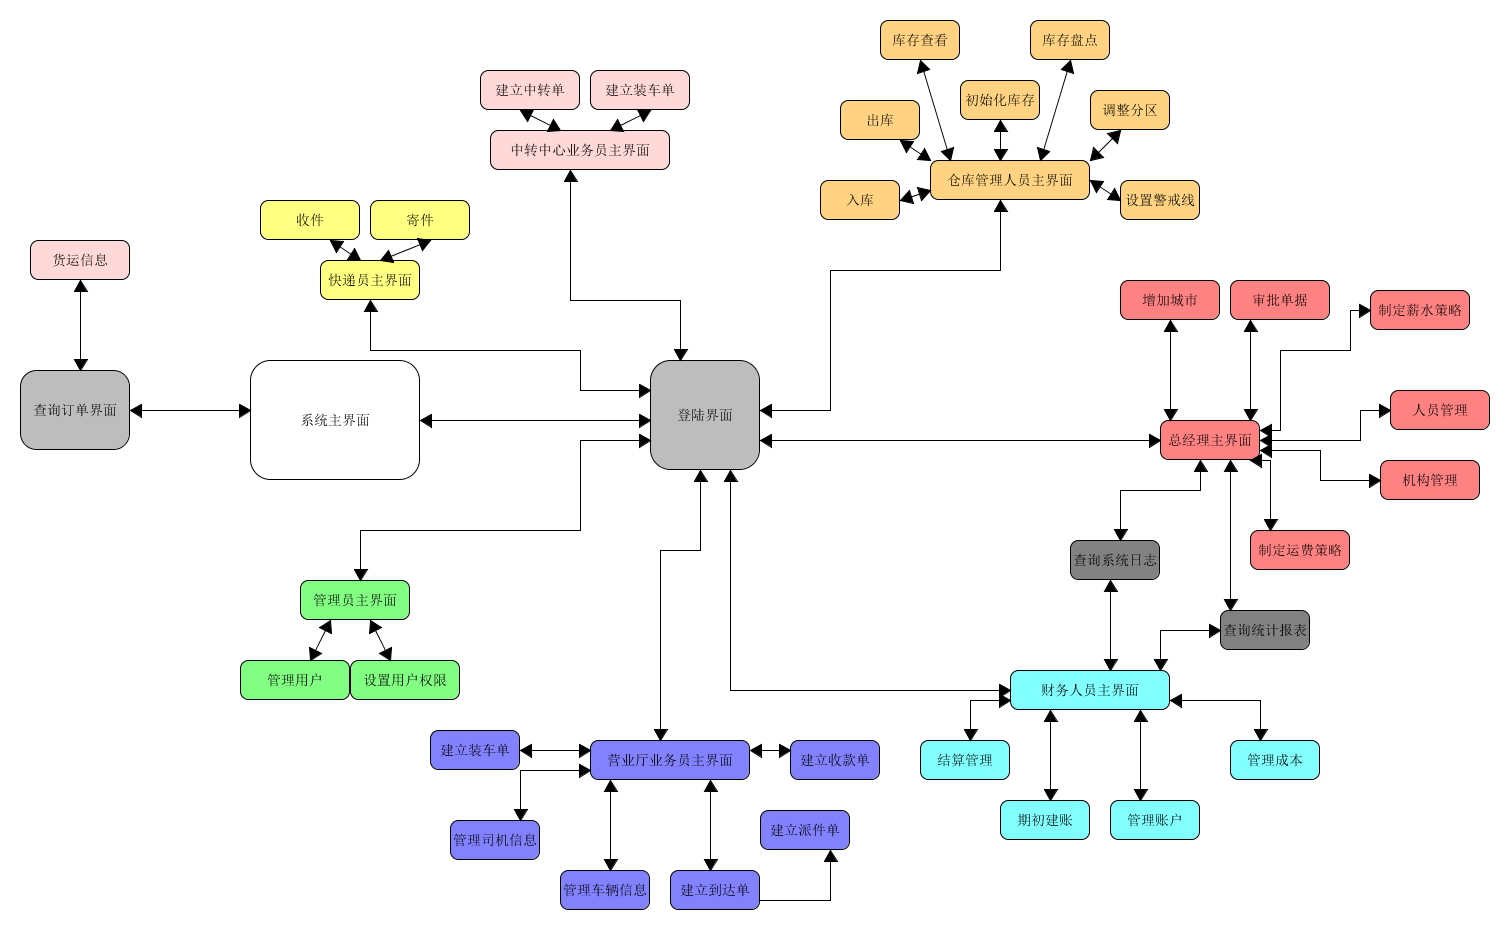 库存查看
库存盘点
建立中转单
建立装车单
初始化库存
调整分区
出库
中转中心业务员主界面
仓库管理人员主界面
入库
设置警戒线
收件
寄件
货运信息
快递员主界面
增加城市
审批单据
制定薪水策略
查询订单界面
系统主界面
登陆界面
人员管理
总经理主界面
机构管理
查询系统日志
制定运费策略
管理员主界面
查询统计报表
管理用户
设置用户权限
财务人员主界面
建立装车单
营业厅业务员主界面
建立收款单
结算管理
管理成本
管理司机信息
建立派件单
期初建账
管理账户
管理车辆信息
建立到达单